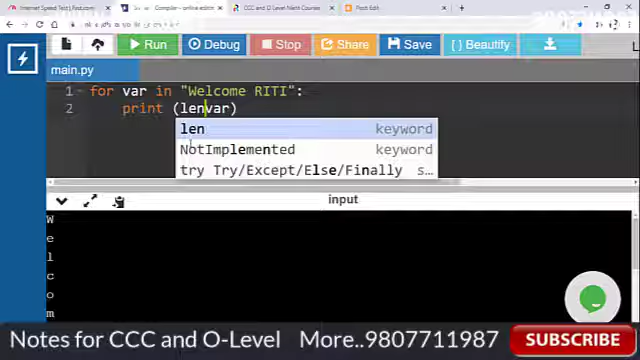 Internet Speed Test | Fast.com
Compiler - online editor
CCC and O Level Nielit Courses
Post Edit
Run
Debug
Stop
Share
Save
{ } Beautify
main.py
1 for var in "Welcome RITI":
2 print (lenvar)
len keyword
NotImplemented keyword
try Try/Except/Else/Finally s...
input
W
e
l
c
o
m
Notes for CCC and O-Level More..9807711987 SUBSCRIBE